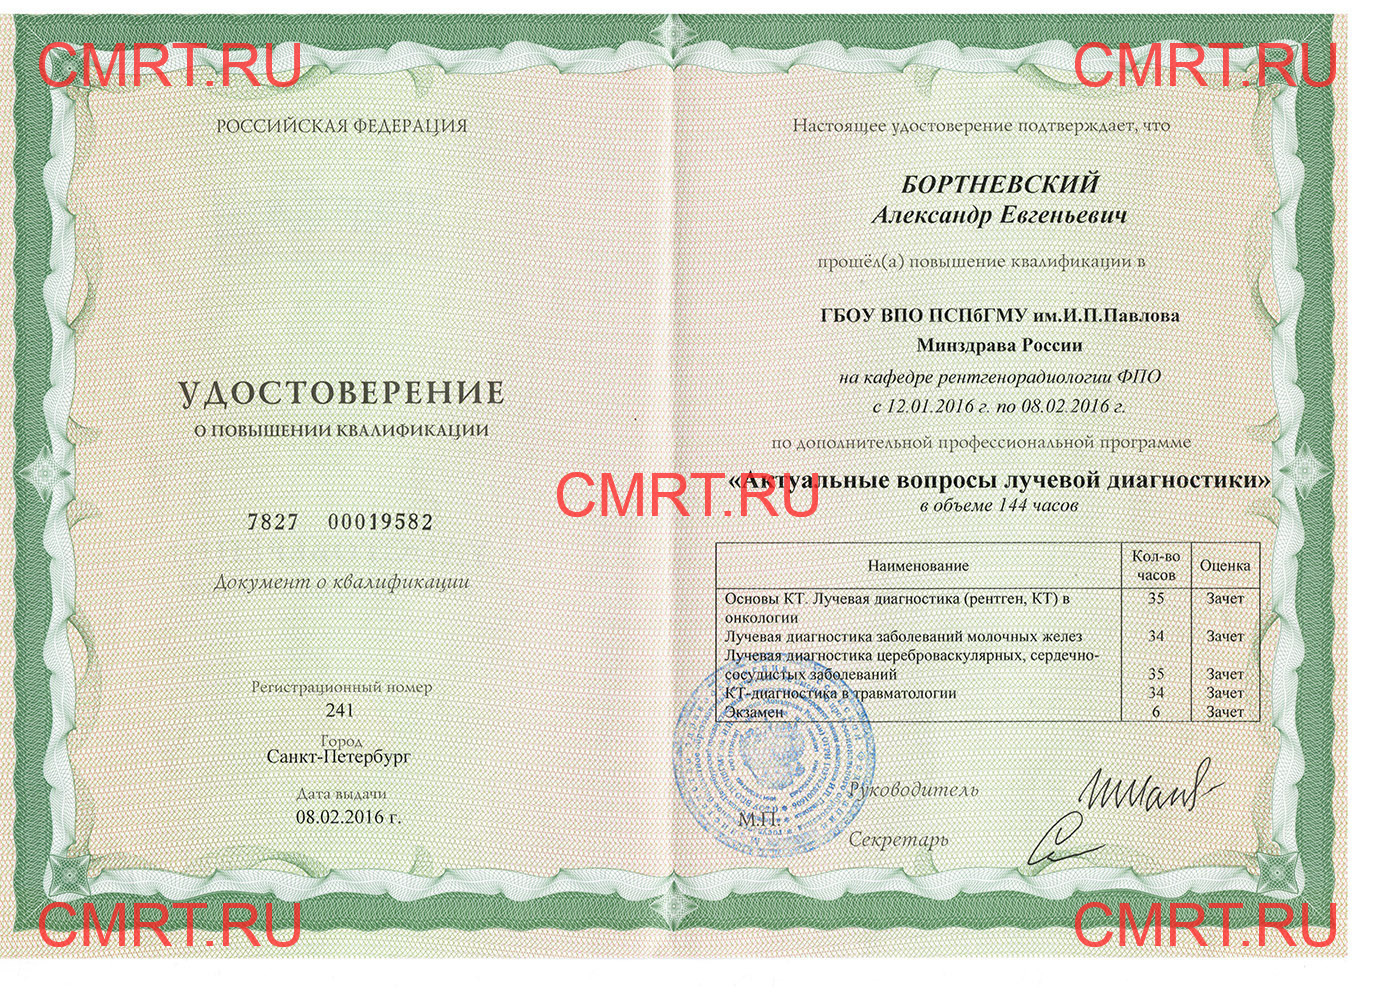 CMRT.RU
CMRT.RU
РОССИЙСКАЯ ФЕДЕРАЦИЯ
УДОСТОВЕРЕНИЕ
О ПОВЫШЕНИИ КВАЛИФИКАЦИИ
7827 00019582
Документ о квалификации
Регистрационный номер
241
Город
Санкт-Петербург
Дата выдачи
08.02.2016 г.
Настоящее удостоверение подтверждает, что
БОРТНЕВСКИЙ
Александр Евгеньевич
прошёл(а) повышение квалификации в
ГБОУ ВПО ПСПбГМУ им.И.П.Павлова
Минздрава России
на кафедре рентгенорадиологии ФПО
с 12.01.2016 г. по 08.02.2016 г.
по дополнительной профессиональной программе
«Актуальные вопросы лучевой диагностики»
CMRT.RU
в объеме 144 часов
Наименование Кол-во часов Оценка
Основы КТ. Лучевая диагностика (рентген, КТ) в 35 Зачет
онкологии
Лучевая диагностика заболеваний молочных желез 34 Зачет
Лучевая диагностика цереброваскулярных, сердечно-
сосудистых заболеваний 35 Зачет
КТ-диагностика в травматологии 34 Зачет
Экзамен 6 Зачет
Руководитель
М.П.
Секретарь
CMRT.RU
CMRT.RU